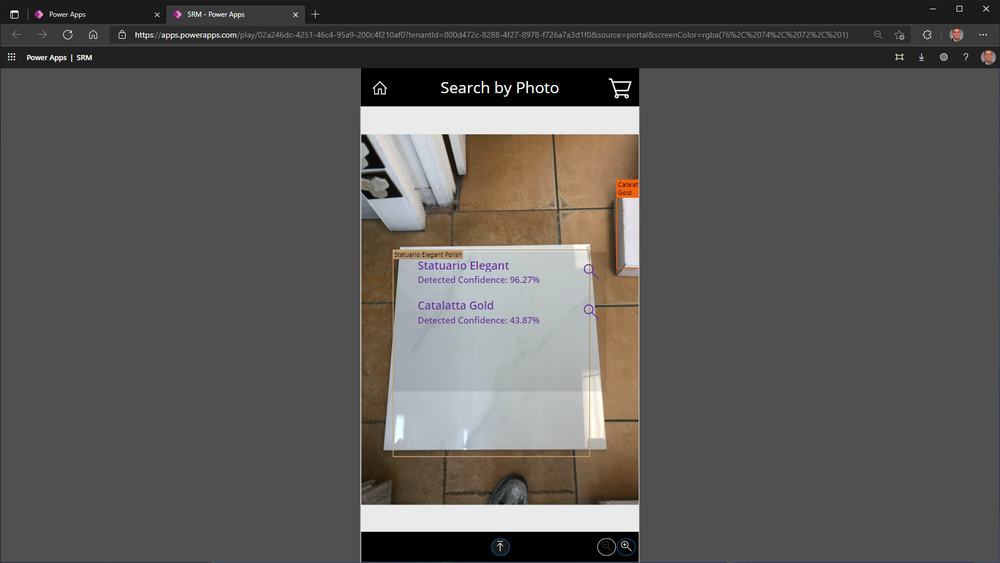 Power Apps
SRM - Power Apps
https://apps.powerapps.com/play/02a246dc-4251-46c4-95a9-200c4f210af0?tenantId=800d472c-8288-4f27-8978-f726a7a3d1f0&source=portal&screenColor=rgba(76%2C%2074%2C%2072%2C%201)
Power Apps | SRM
?
Search by Photo
Catalatt
Gold
Statuario Elegant Polish
Statuario Elegant
Detected Confidence: 96.27%
Catalatta Gold
Detected Confidence: 43.87%